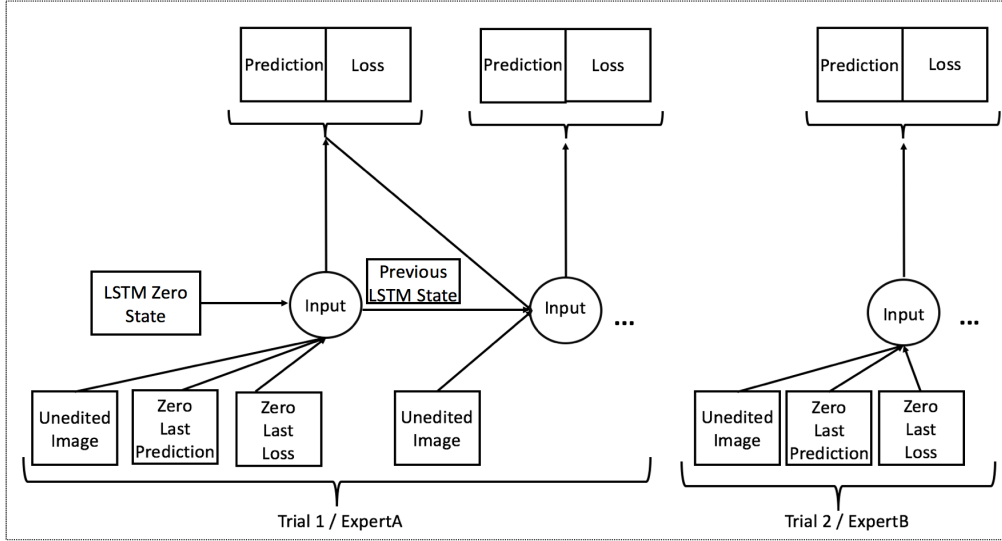 Prediction Loss
Prediction Loss
Prediction Loss
LSTM Zero
State
Input
Previous
LSTM State
Input
...
Input
...
Unedited
Image
Zero
Last
Prediction
Zero
Last
Loss
Unedited
Image
Unedited
Image
Zero
Last
Prediction
Zero
Last
Loss
Trial 1 / ExpertA
Trial 2 / ExpertB